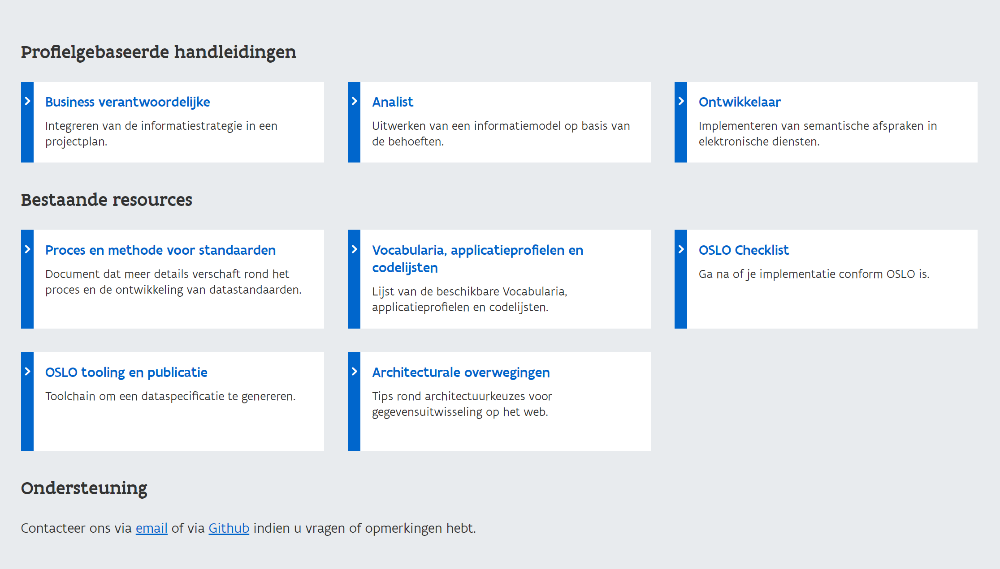 Profielgebaseerde handleidingen
Business verantwoordelijke
Integreren van de informatiestrategie in een
projectplan.
Analist
Uitwerken van een informatiemodel op basis van
de behoeften.
Ontwikkelaar
Implementeren van semantische afspraken in
elektronische diensten.
Bestaande resources
Proces en methode voor standaarden
Document dat meer details verschaft rond het
proces en de ontwikkeling van datastandaarden.
Vocabularia, applicatieprofielen en
codelijsten
Lijst van de beschikbare Vocabularia,
applicatieprofielen en codelijsten.
OSLO Checklist
Ga na of je implementatie conform OSLO is.
OSLO tooling en publicatie
Toolchain om een dataspecificatie te genereren.
Architecturale overwegingen
Tips rond architectuurkeuzes voor
gegevensuitwisseling op het web.
Ondersteuning
Contacteer ons via email of via Github indien u vragen of opmerkingen hebt.